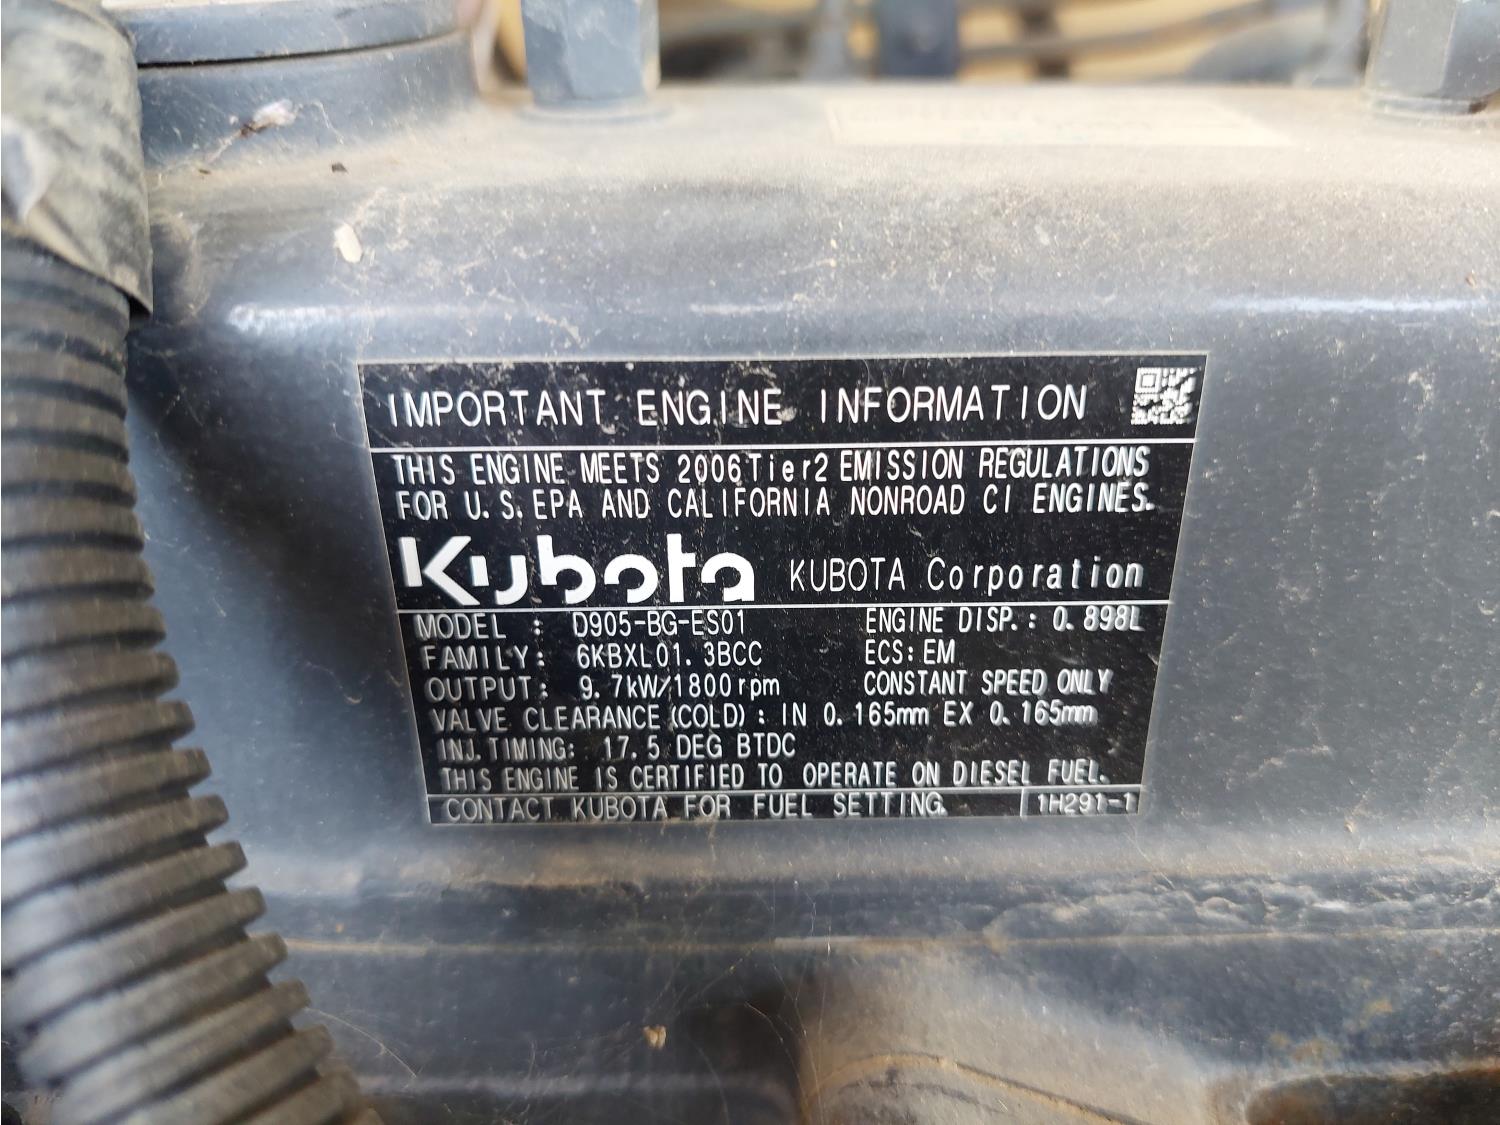 IMPORTANT ENGINE INFORMATION
THIS ENGINE MEETS 2006 Tier2 EMISSION REGULATIONS
FOR U.S. EPA AND CALIFORNIA NONROAD CI ENGINES.
Kubota KUBOTA Corporation
MODEL : D905-BG-ES01 ENGINE DISP.: 0.898L
FAMILY: 6KBXL01.3BCC ECS: EM
OUTPUT: 9.7kW/1800rpm CONSTANT SPEED ONLY
VALVE CLEARANCE (COLD): IN 0.165mm EX 0.165mm
INJ. TIMING: 17.5 DEG BTDC
THIS ENGINE IS CERTIFIED TO OPERATE ON DIESEL FUEL.
CONTACT KUBOTA FOR FUEL SETTING. 1H291-1